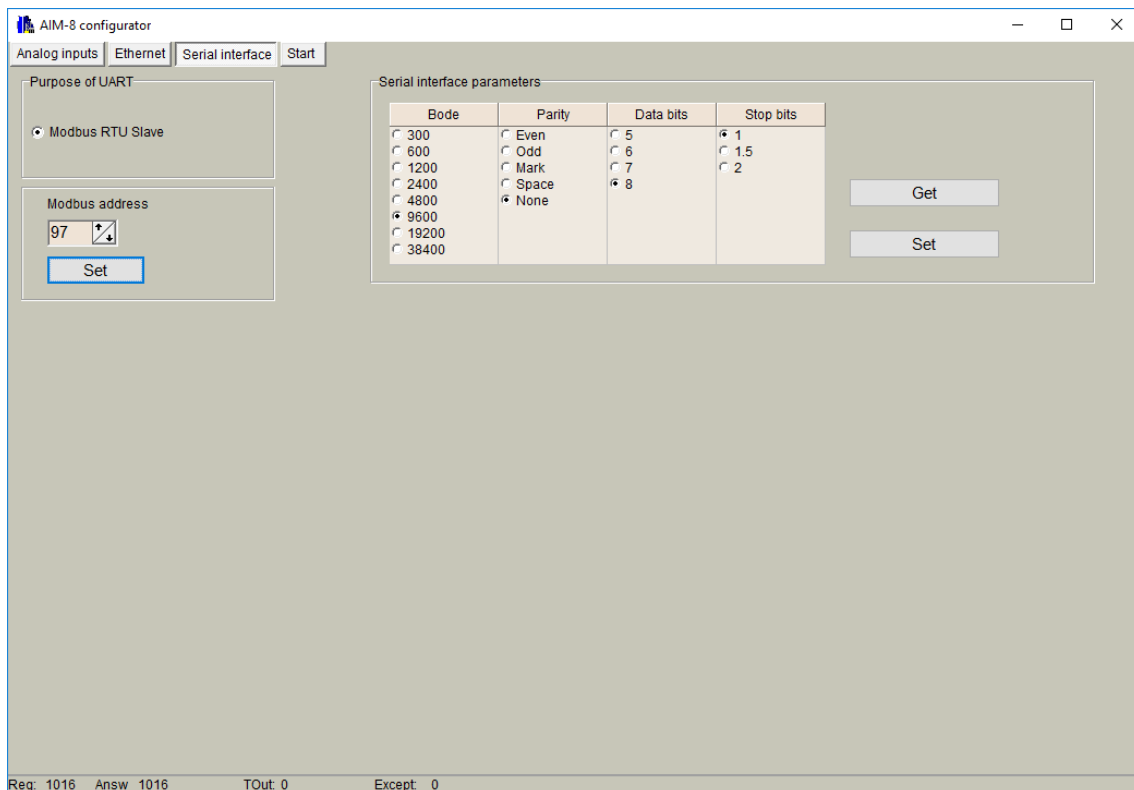 AIM-8 configurator
Analog inputs Ethernet Serial interface Start
Purpose of UART
Modbus RTU Slave
Modbus address
97
Set
Serial interface parameters
Bode Parity Data bits Stop bits
300 Even 5 1
600 Odd 6 1.5
1200 Mark 7 2
2400 Space 8
4800 None
9600
19200
38400
Get
Set
Req: 1016 Answ 1016 TOut: 0 Except: 0